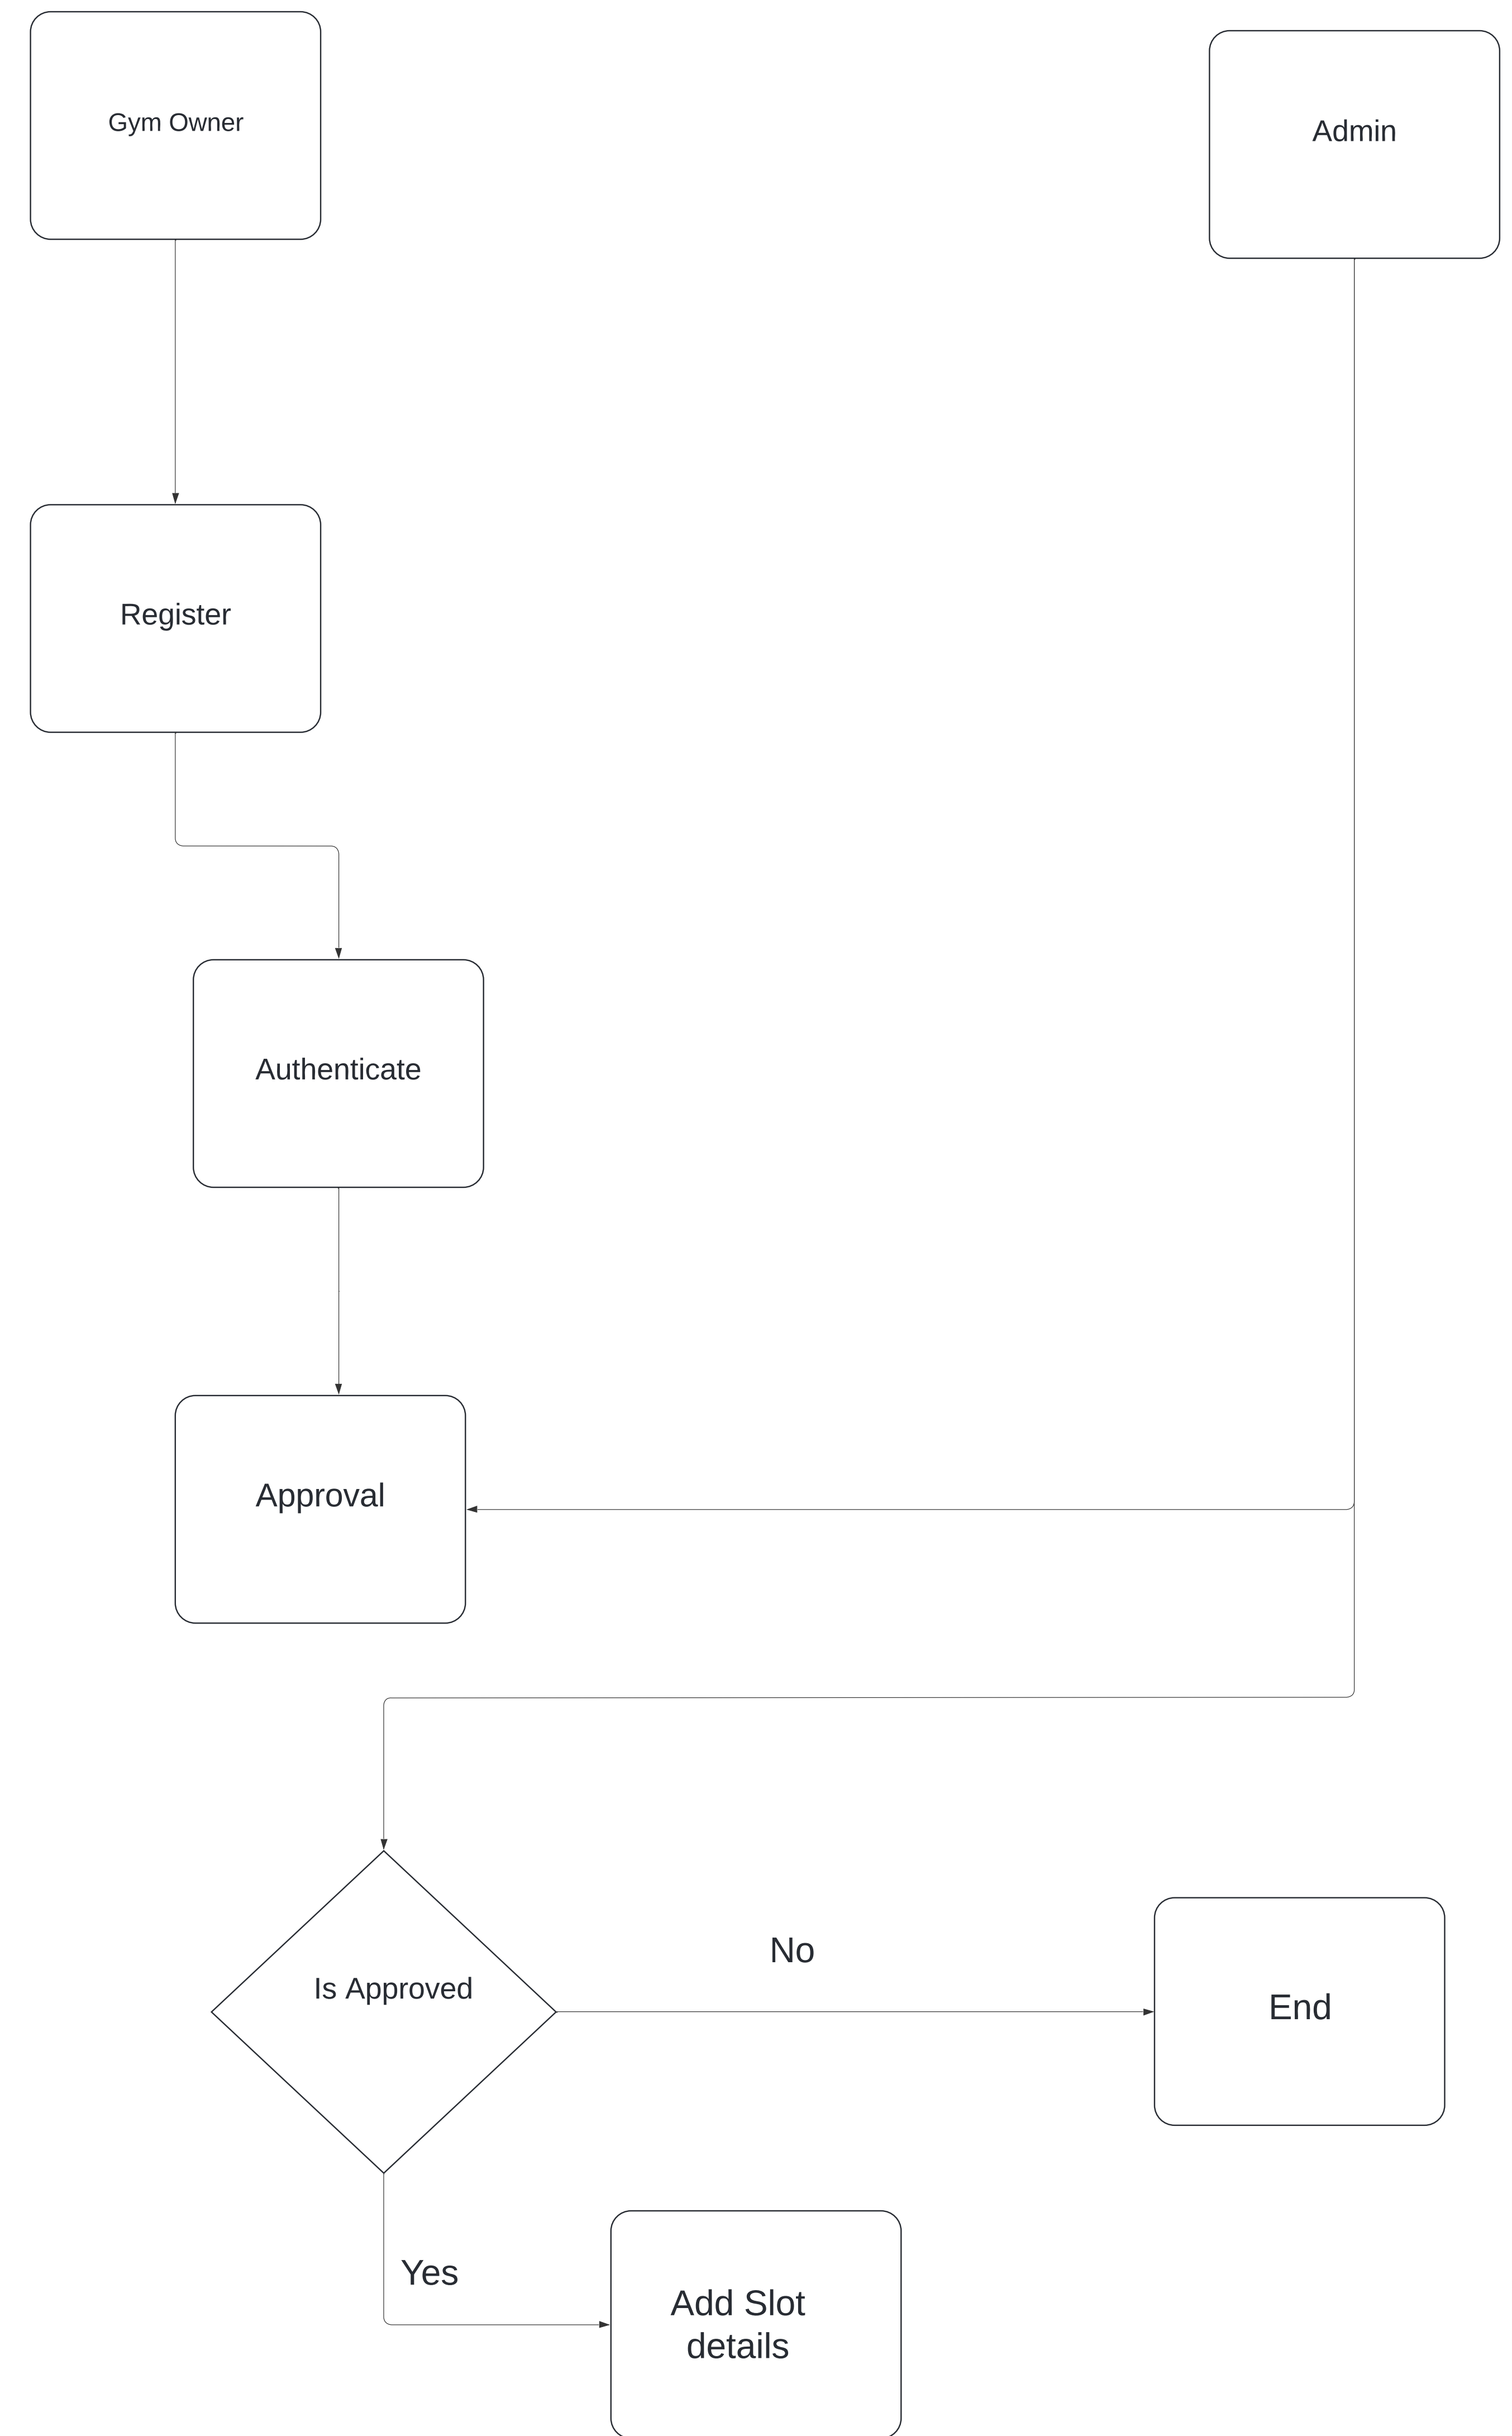 Gym Owner
Admin
Register
Authenticate
Approval
No
Is Approved
End
Yes
Add Slot
details